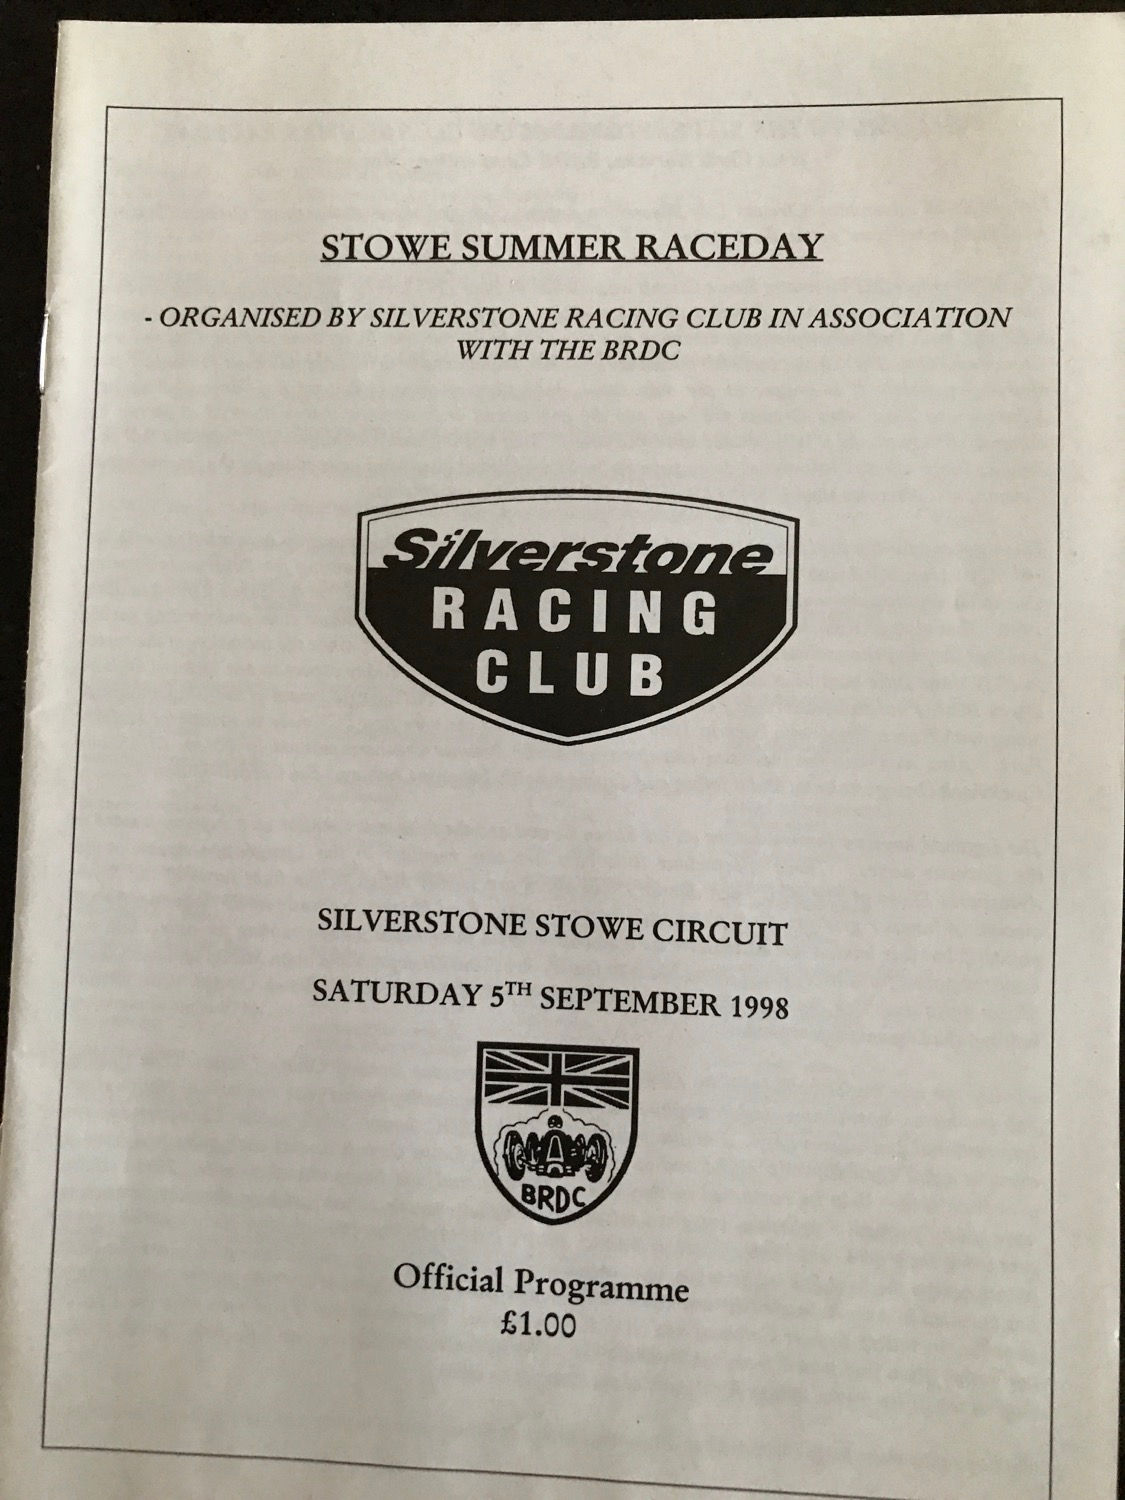 STOWE SUMMER RACEDAY
- ORGANISED BY SILVERSTONE RACING CLUB IN ASSOCIATION
WITH THE BRDC
Silverstone
RACING
CLUB
SILVERSTONE STOWE CIRCUIT
SATURDAY 5TH SEPTEMBER 1998
BRDC
Official Programme
£1.00